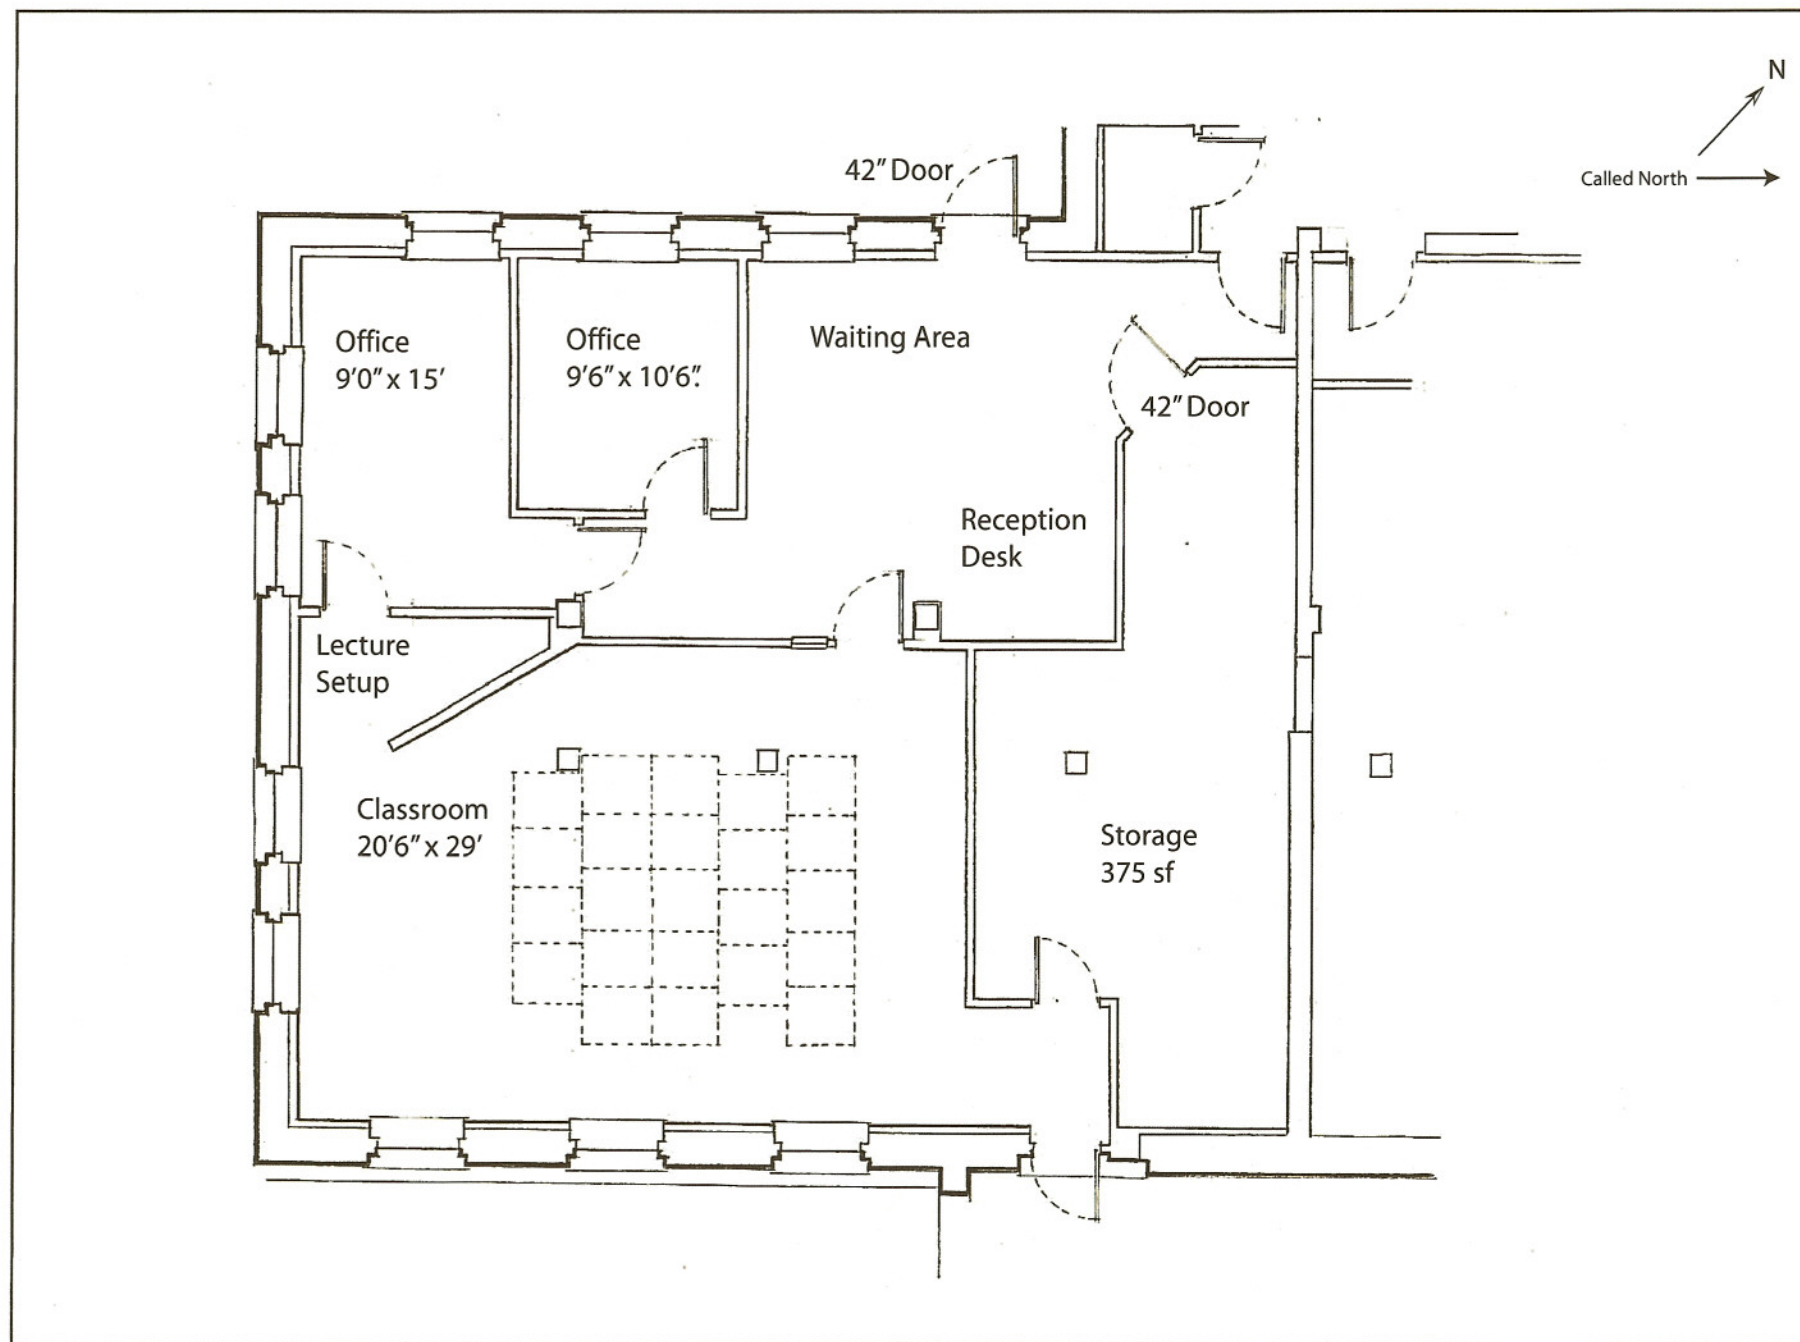 N
Called North
42" Door
Office
9'0" x 15'
Office
9'6" x 10'6".
Waiting Area
42" Door
Reception
Desk
Lecture
Setup
Classroom
20'6" x 29'
Storage
375 sf